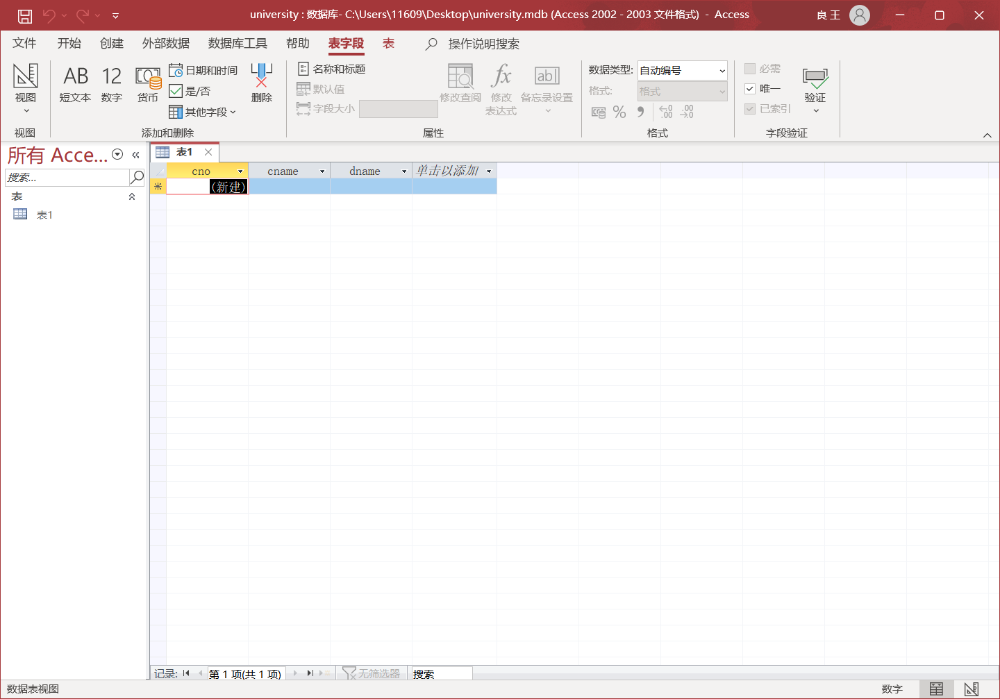 university : 数据库- C:\Users\11609\Desktop\university.mdb (Access 2002 - 2003 文件格式)  -  Access
良 王
文件 开始 创建 外部数据 数据库工具 帮助 表字段 表 操作说明搜索
视图
视图
AB
短文本
12
数字
货币
日期和时间
是/否
其他字段
删除
添加和删除
名称和标题
默认值
字段大小
修改查阅
fx
修改
表达式
ab|
备忘录设置
属性
数据类型: 自动编号
格式: 格式
% , ←0 .00 .00 →0
格式
必需
唯一
已索引
验证
字段验证
所有 Acce...
搜索...
表
表1
表1
cno cname dname 单击以添加
(新建)
记录: 第 1 项(共 1 项) 无筛选器 搜索
数据表视图
数字